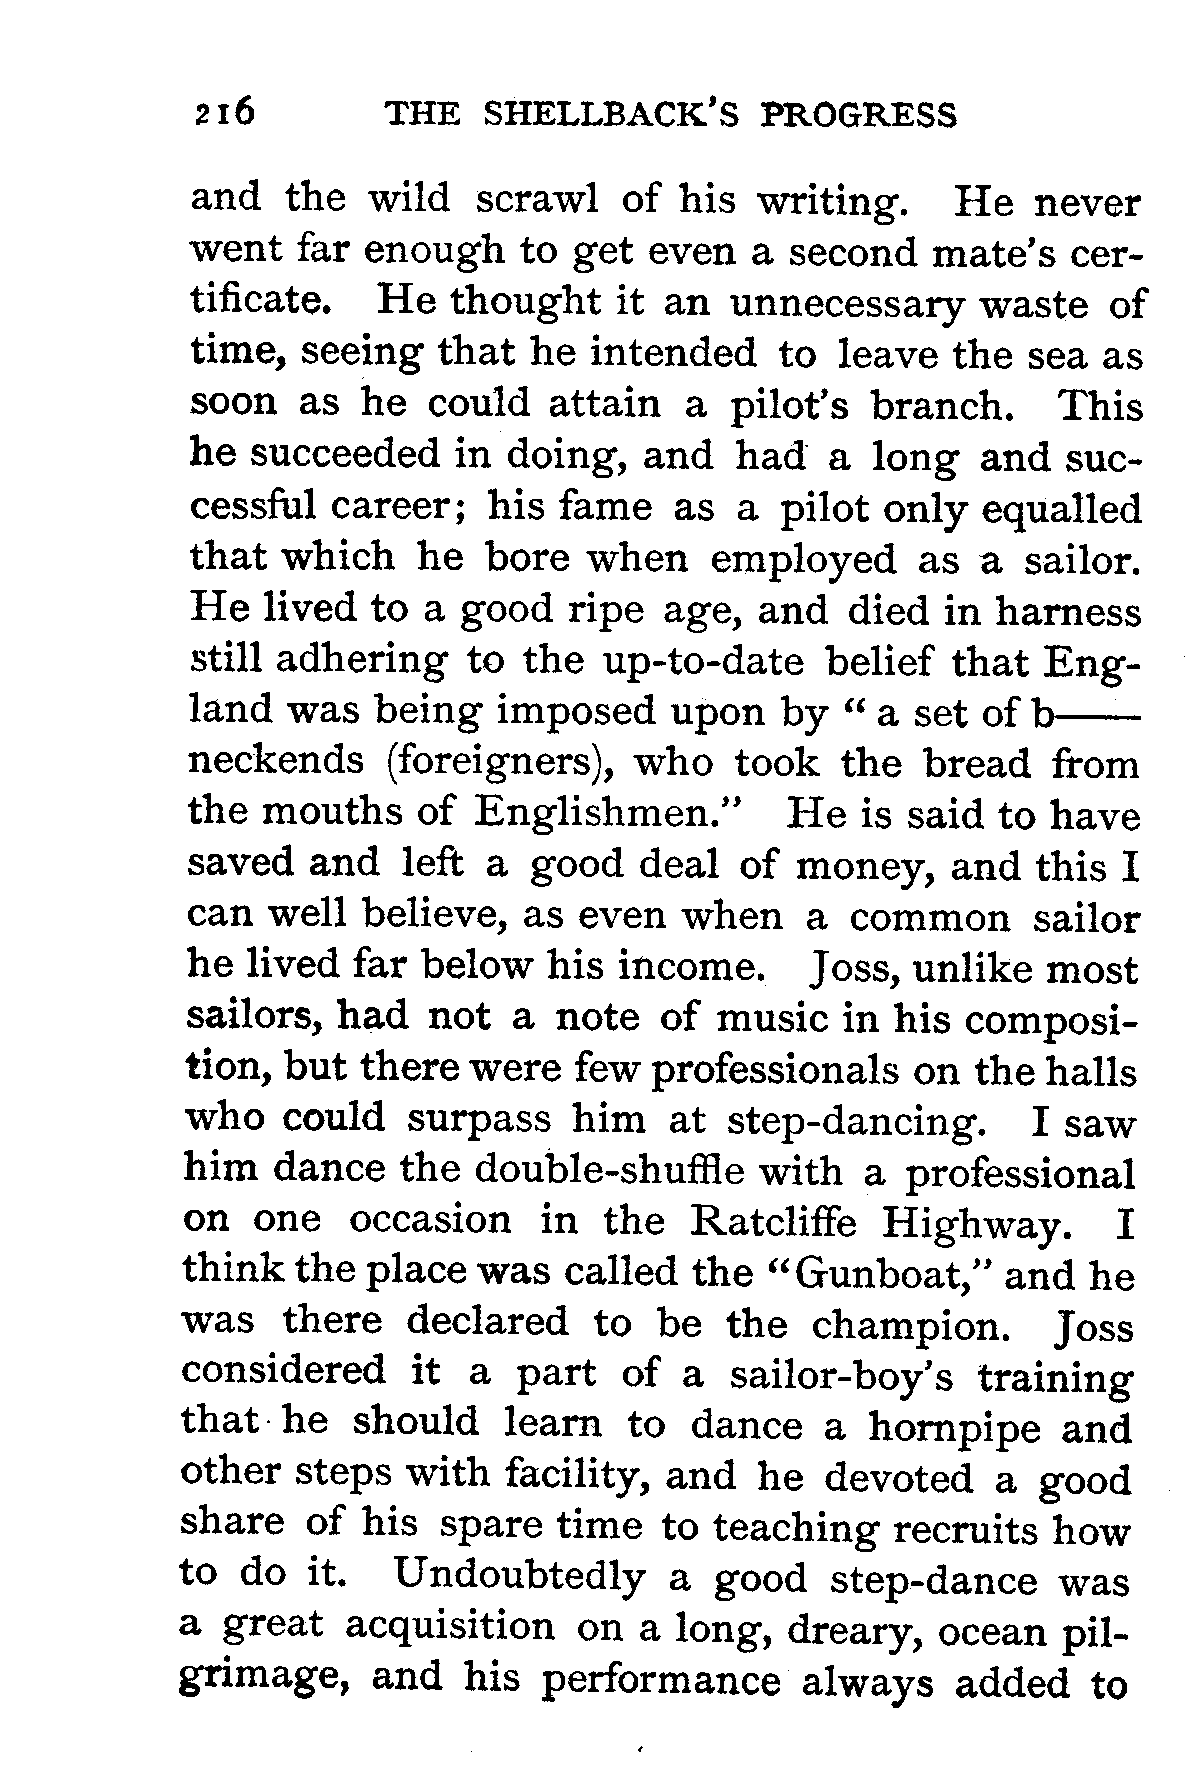 216 THE SHELLBACK'S PROGRESS
and the wild scrawl of his writing. He never
went far enough to get even a second mate's cer-
tificate. He thought it an unnecessary waste of
time, seeing that he intended to leave the sea as
soon as he could attain a pilot's branch. This
he succeeded in doing, and had a long and suc-
cessful career; his fame as a pilot only equalled
that which he bore when employed as a sailor.
He lived to a good ripe age, and died in harness
still adhering to the up-to-date belief that Eng-
land was being imposed upon by "a set of b——
neckends (foreigners), who took the bread from
the mouths of Englishmen." He is said to have
saved and left a good deal of money, and this I
can well believe, as even when a common sailor
he lived far below his income. Joss, unlike most
sailors, had not a note of music in his composi-
tion, but there were few professionals on the halls
who could surpass him at step-dancing. I saw
him dance the double-shuffle with a professional
on one occasion in the Ratcliffe Highway. I
think the place was called the "Gunboat," and he
was there declared to be the champion. Joss
considered it a part of a sailor-boy's training
that he should learn to dance a hornpipe and
other steps with facility, and he devoted a good
share of his spare time to teaching recruits how
to do it. Undoubtedly a good step-dance was
a great acquisition on a long, dreary, ocean pil-
grimage, and his performance always added to